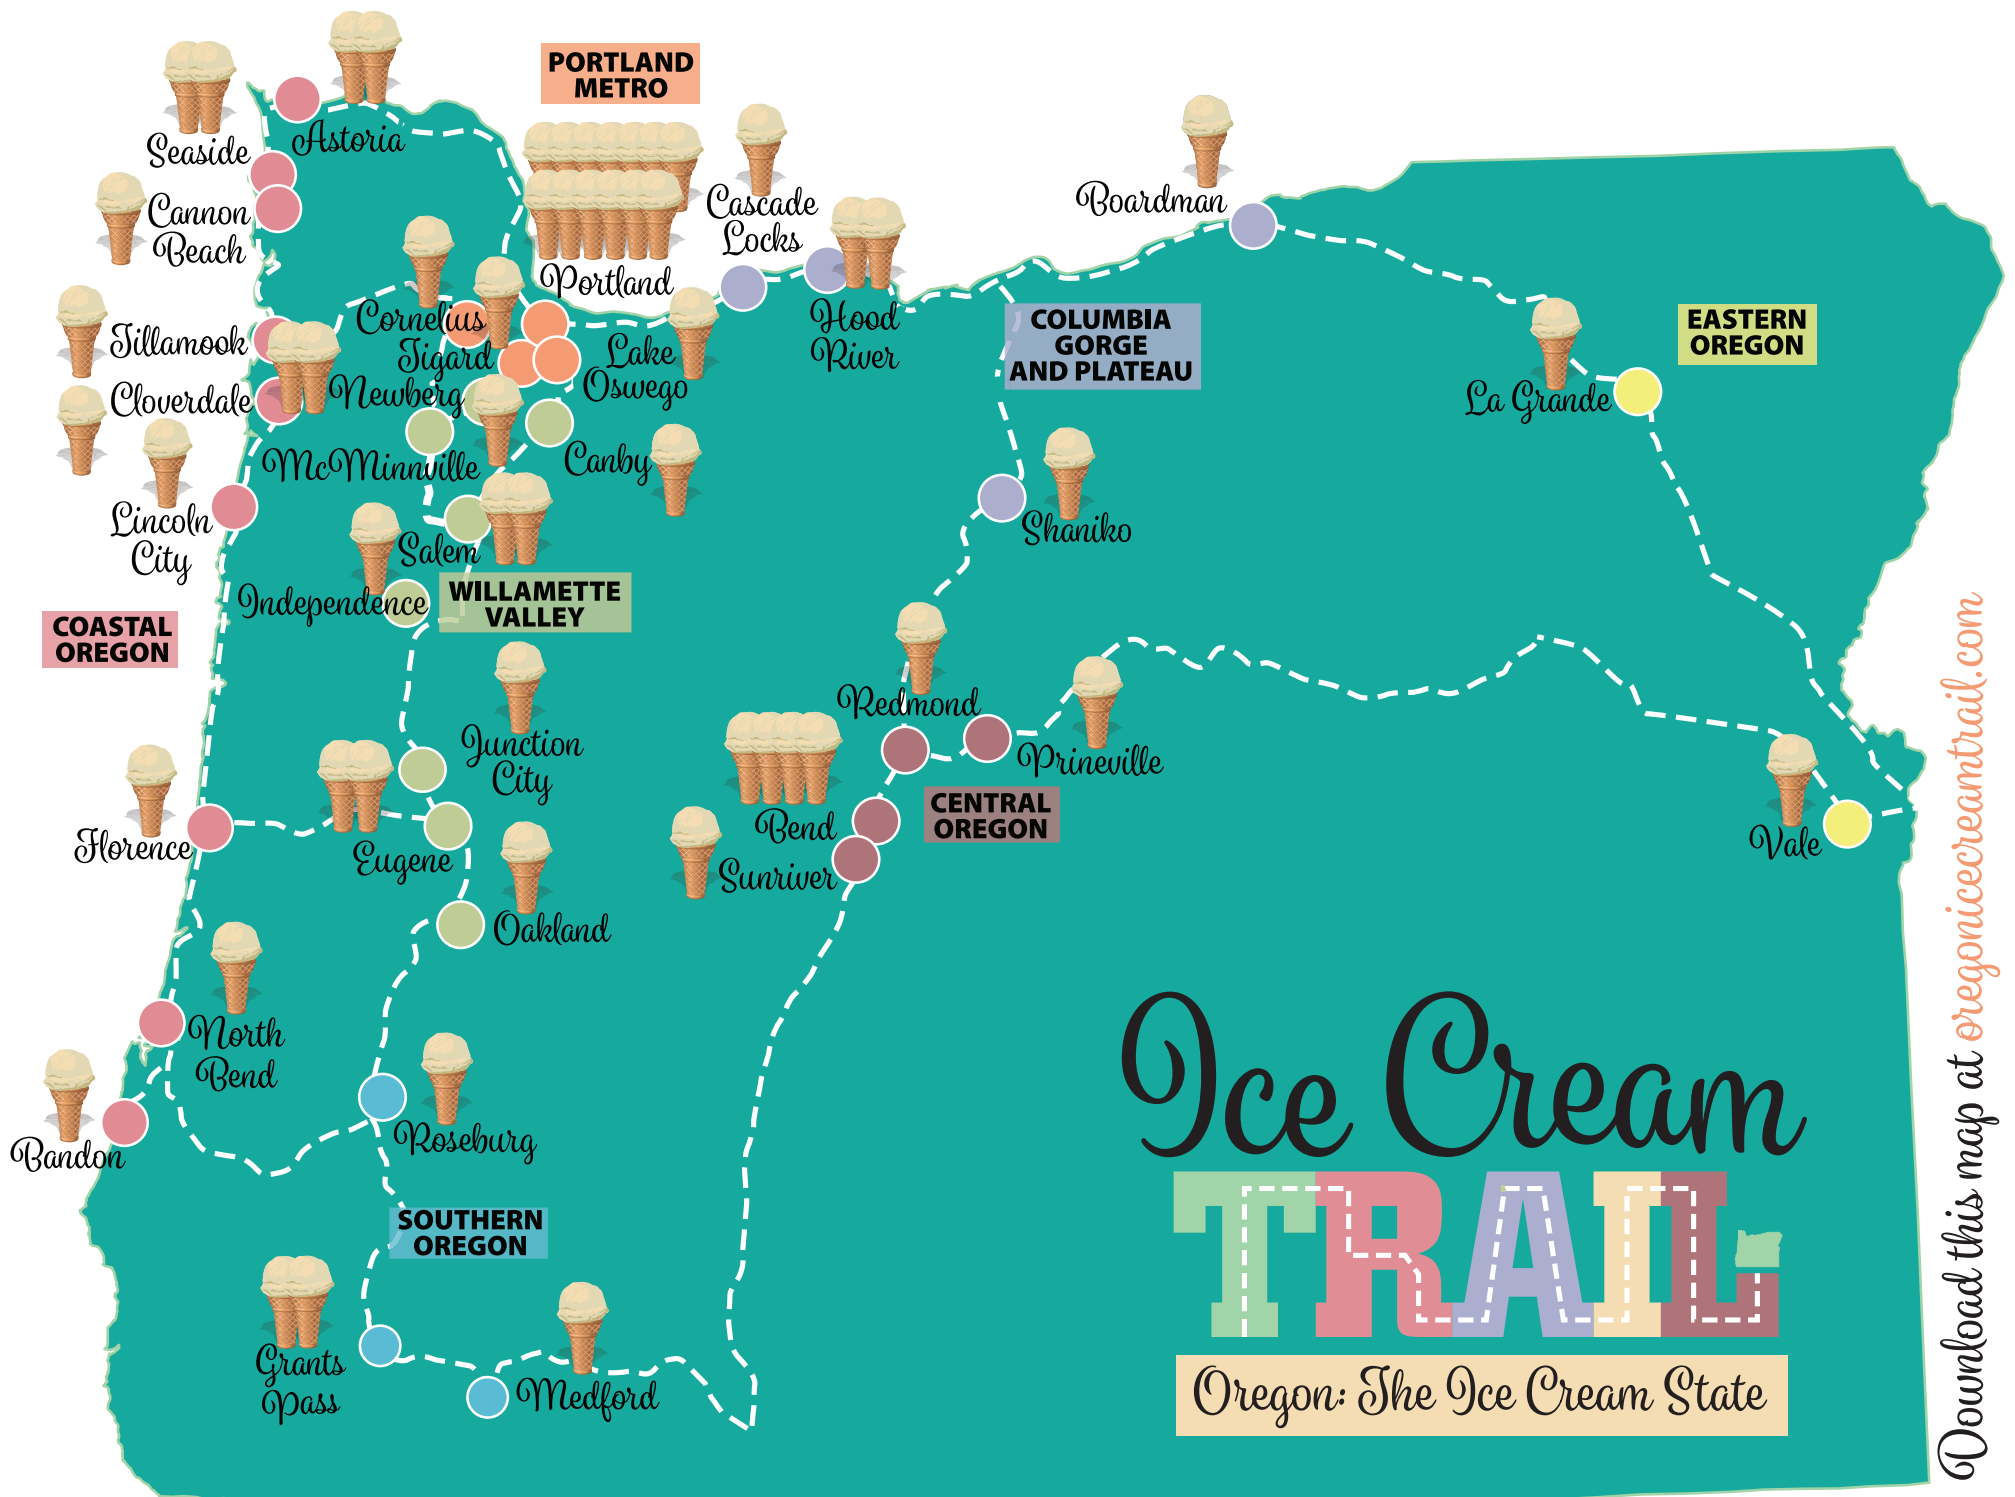 PORTLAND
METRO
Seaside
Astoria
Cannon
Beach
Cascade
Locks
Boardman
Portland
Cornelius
Tigard
Lake
Oswego
Hood
River
COLUMBIA
GORGE
AND PLATEAU
EASTERN
OREGON
Tillamook
Cloverdale
Newberg
La Grande
McMinnville
Canby
Lincoln
City
Salem
Shaniko
Independence
WILLAMETTE
VALLEY
COASTAL
OREGON
Redmond
Junction
City
Prineville
Bend
CENTRAL
OREGON
Sunriver
Florence
Eugene
Vale
Oakland
North
Bend
Bandon
Roseburg
SOUTHERN
OREGON
Grants
Pass
Medford
Ice Cream
TRAIL
Oregon: The Ice Cream State
Download this map at oregonicecreamtrail.com